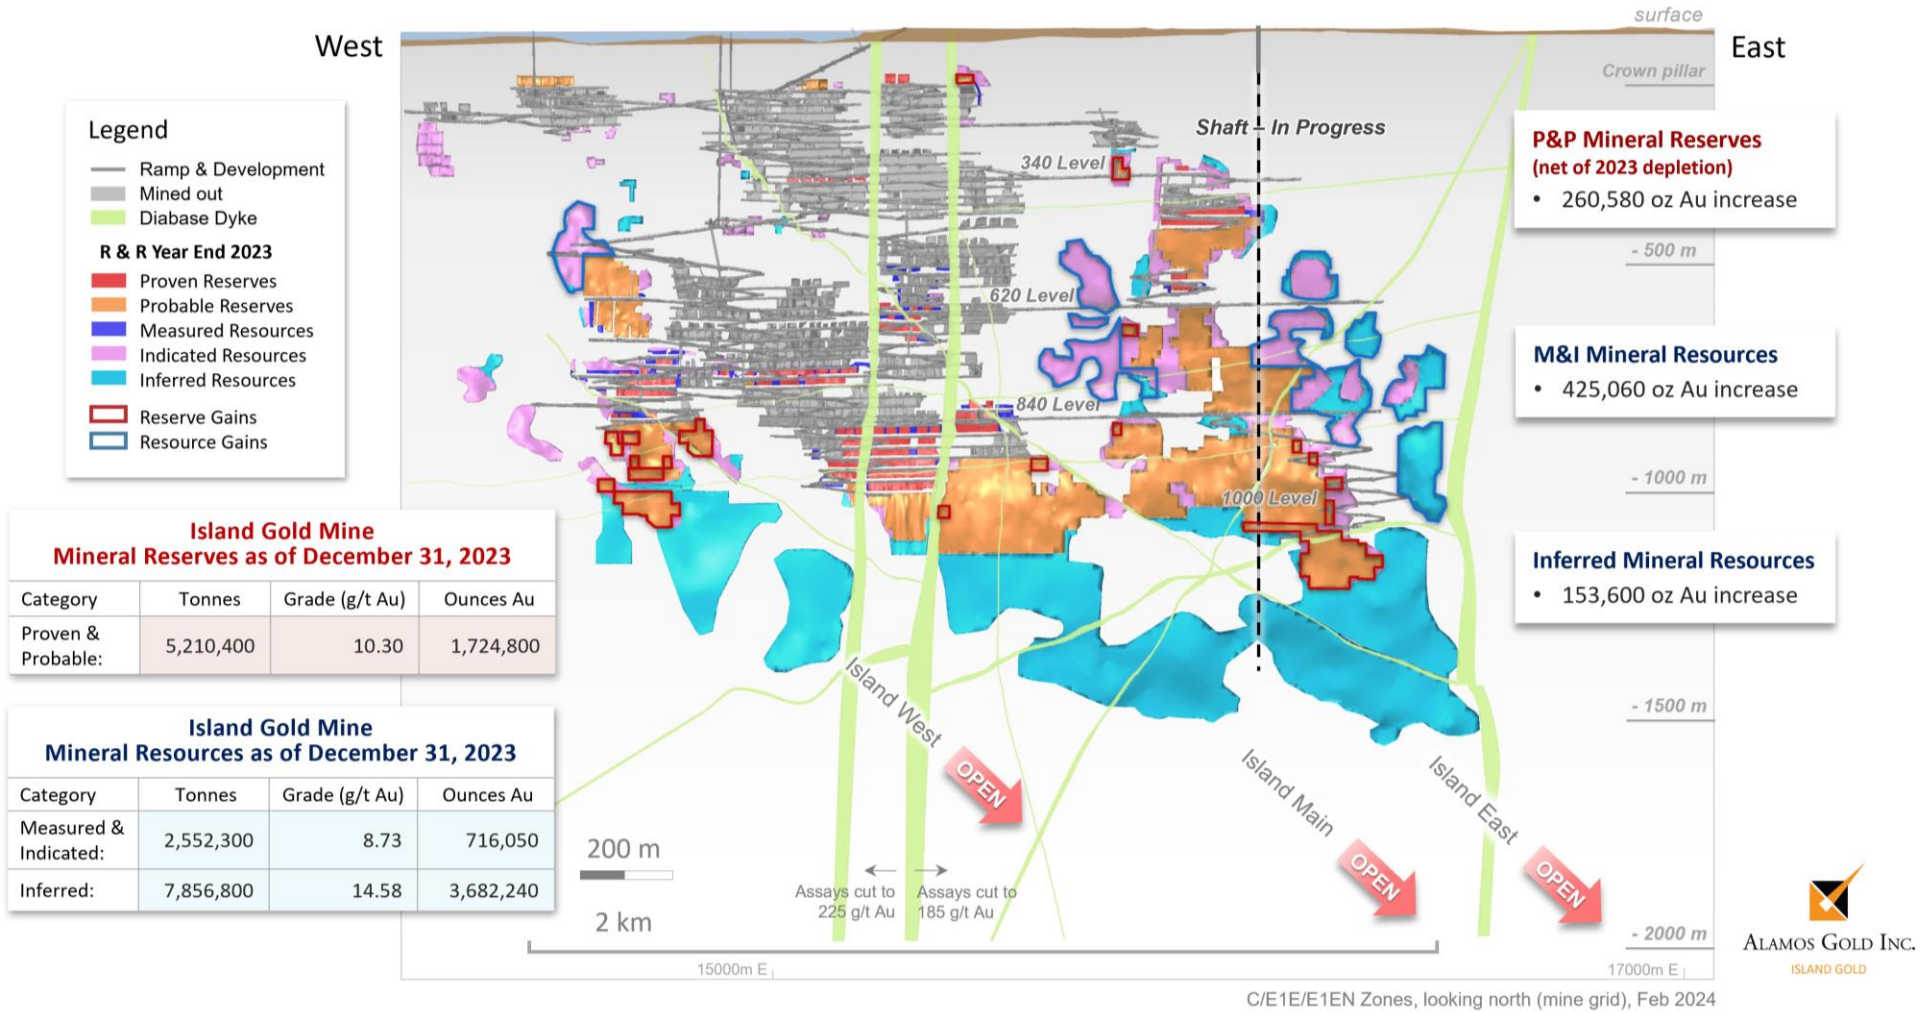 surface
West
East
Crown pillar
Legend
Ramp & Development
Mined out
Diabase Dyke
R & R Year End 2023
Proven Reserves
Probable Reserves
Measured Resources
Indicated Resources
Inferred Resources
Reserve Gains
Resource Gains
Shaft – In Progress
340 Level
620 Level
840 Level
1000 Level
- 500 m
- 1000 m
- 1500 m
- 2000 m
P&P Mineral Reserves
(net of 2023 depletion)
• 260,580 oz Au increase
M&I Mineral Resources
• 425,060 oz Au increase
Inferred Mineral Resources
• 153,600 oz Au increase
Island Gold Mine
Mineral Reserves as of December 31, 2023
Category Tonnes Grade (g/t Au) Ounces Au
Proven &
Probable: 5,210,400 10.30 1,724,800
Island Gold Mine
Mineral Resources as of December 31, 2023
Category Tonnes Grade (g/t Au) Ounces Au
Measured &
Indicated: 2,552,300 8.73 716,050
Inferred: 7,856,800 14.58 3,682,240
Island West
OPEN
Island Main
OPEN
Island East
OPEN
200 m
2 km
Assays cut to
225 g/t Au
Assays cut to
185 g/t Au
15000m E
17000m E
ALAMOS GOLD INC.
ISLAND GOLD
C/E1E/E1EN Zones, looking north (mine grid), Feb 2024